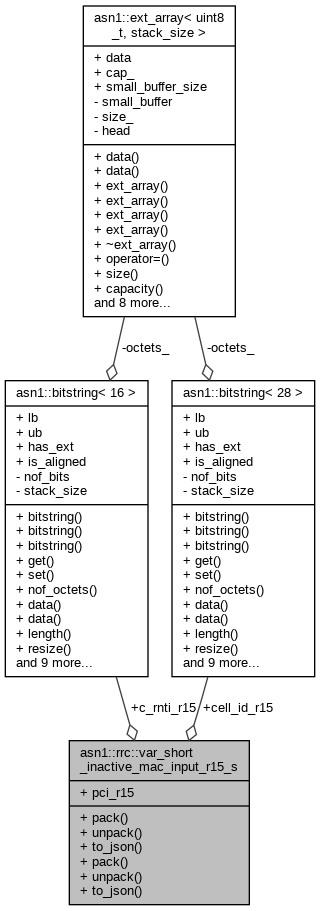 asn1::ext_array< uint8
_t, stack_size >
+ data
+ cap_
+ small_buffer_size
- small_buffer
- size_
- head
+ data()
+ data()
+ ext_array()
+ ext_array()
+ ext_array()
+ ext_array()
+ ~ext_array()
+ operator=()
+ size()
+ capacity()
and 8 more...
-octets_
-octets_
asn1::bitstring< 16 >
+ lb
+ ub
+ has_ext
+ is_aligned
- nof_bits
- stack_size
+ bitstring()
+ bitstring()
+ bitstring()
+ get()
+ set()
+ nof_octets()
+ data()
+ data()
+ length()
+ resize()
and 9 more...
asn1::bitstring< 28 >
+ lb
+ ub
+ has_ext
+ is_aligned
- nof_bits
- stack_size
+ bitstring()
+ bitstring()
+ bitstring()
+ get()
+ set()
+ nof_octets()
+ data()
+ data()
+ length()
+ resize()
and 9 more...
+c_rnti_r15
+cell_id_r15
asn1::rrc::var_short
_inactive_mac_input_r15_s
+ pci_r15
+ pack()
+ unpack()
+ to_json()
+ pack()
+ unpack()
+ to_json()